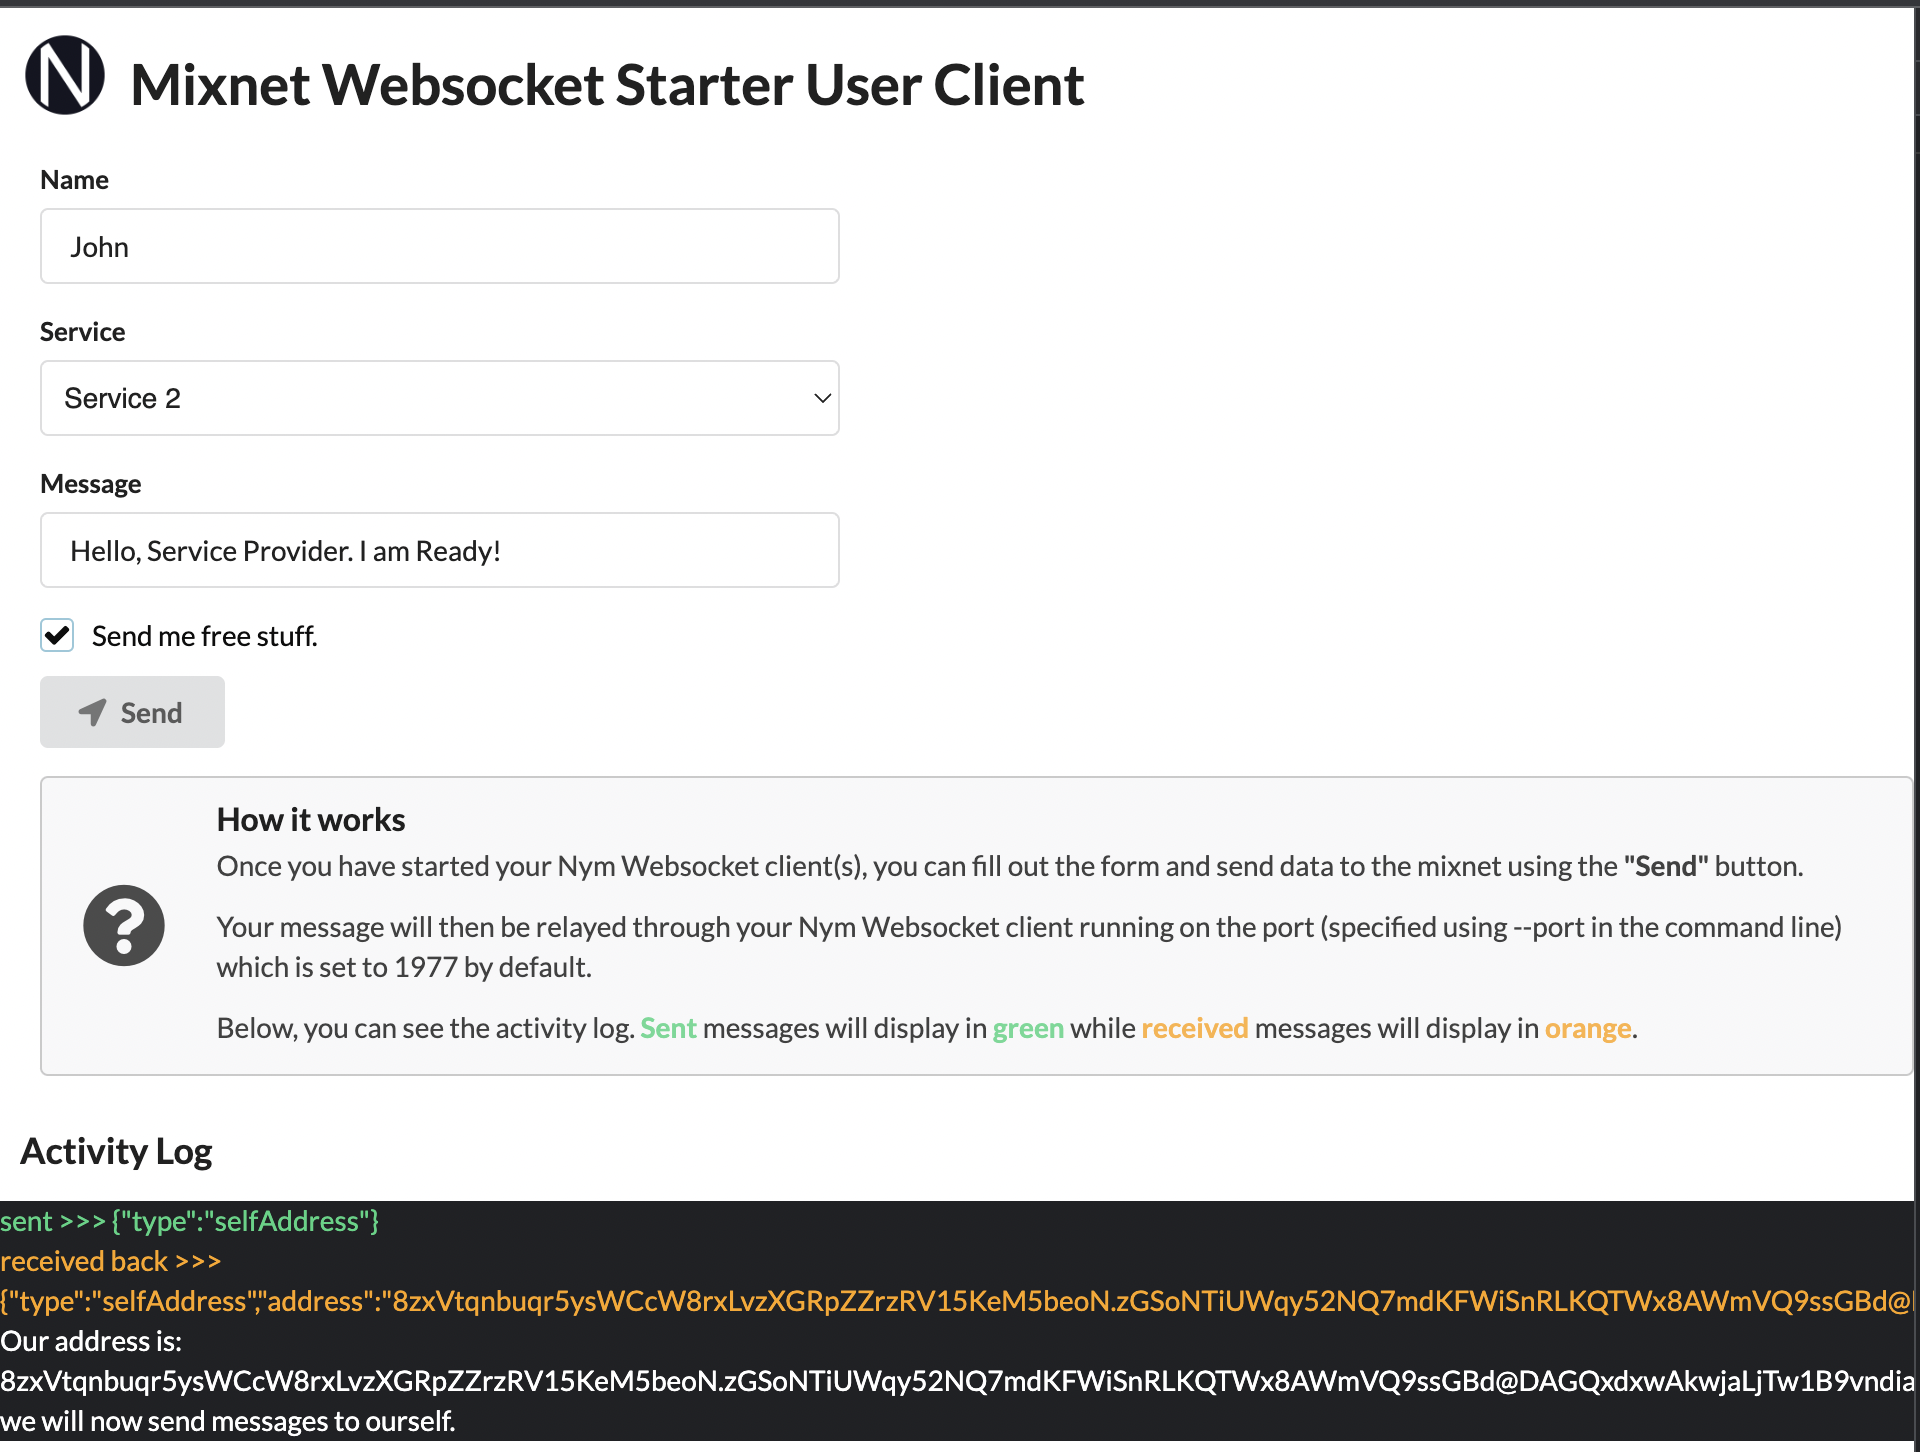 N
Mixnet Websocket Starter User Client
Name
John
Service
Service 2
Message
Hello, Service Provider. I am Ready!
Send me free stuff.
Send
How it works
Once you have started your Nym Websocket client(s), you can fill out the form and send data to the mixnet using the "Send" button.
Your message will then be relayed through your Nym Websocket client running on the port (specified using --port in the command line)
which is set to 1977 by default.
Below, you can see the activity log. Sent messages will display in green while received messages will display in orange.
Activity Log
sent >>> {"type":"selfAddress"}
received back >>>
{"type":"selfAddress","address":"8zxVtqnbuqr5ysWCcW8rxLvzXGRpZZrzRV15KeM5beoN.zGSoNTiUWqy52NQ7mdKFWiSnRLKQTWx8AWmVQ9ssGBd@
Our address is:
8zxVtqnbuqr5ysWCcW8rxLvzXGRpZZrzRV15KeM5beoN.zGSoNTiUWqy52NQ7mdKFWiSnRLKQTWx8AWmVQ9ssGBd@DAGQxdxwAkwjaLjTw1B9vndia
we will now send messages to ourself.